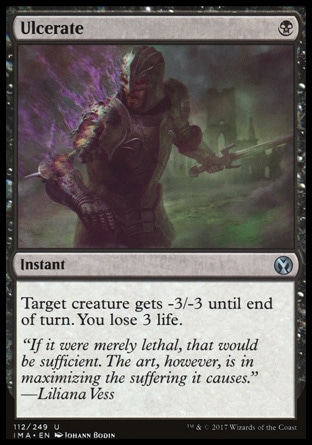 Ulcerate
Instant
Target creature gets -3/-3 until end
of turn. You lose 3 life.
"If it were merely lethal, that would
be sufficient. The art, however, is in
maximizing the suffering it causes."
—Liliana Vess
112/249 U
IMA • EN Johann Bodin
™ & © 2017 Wizards of the Coast